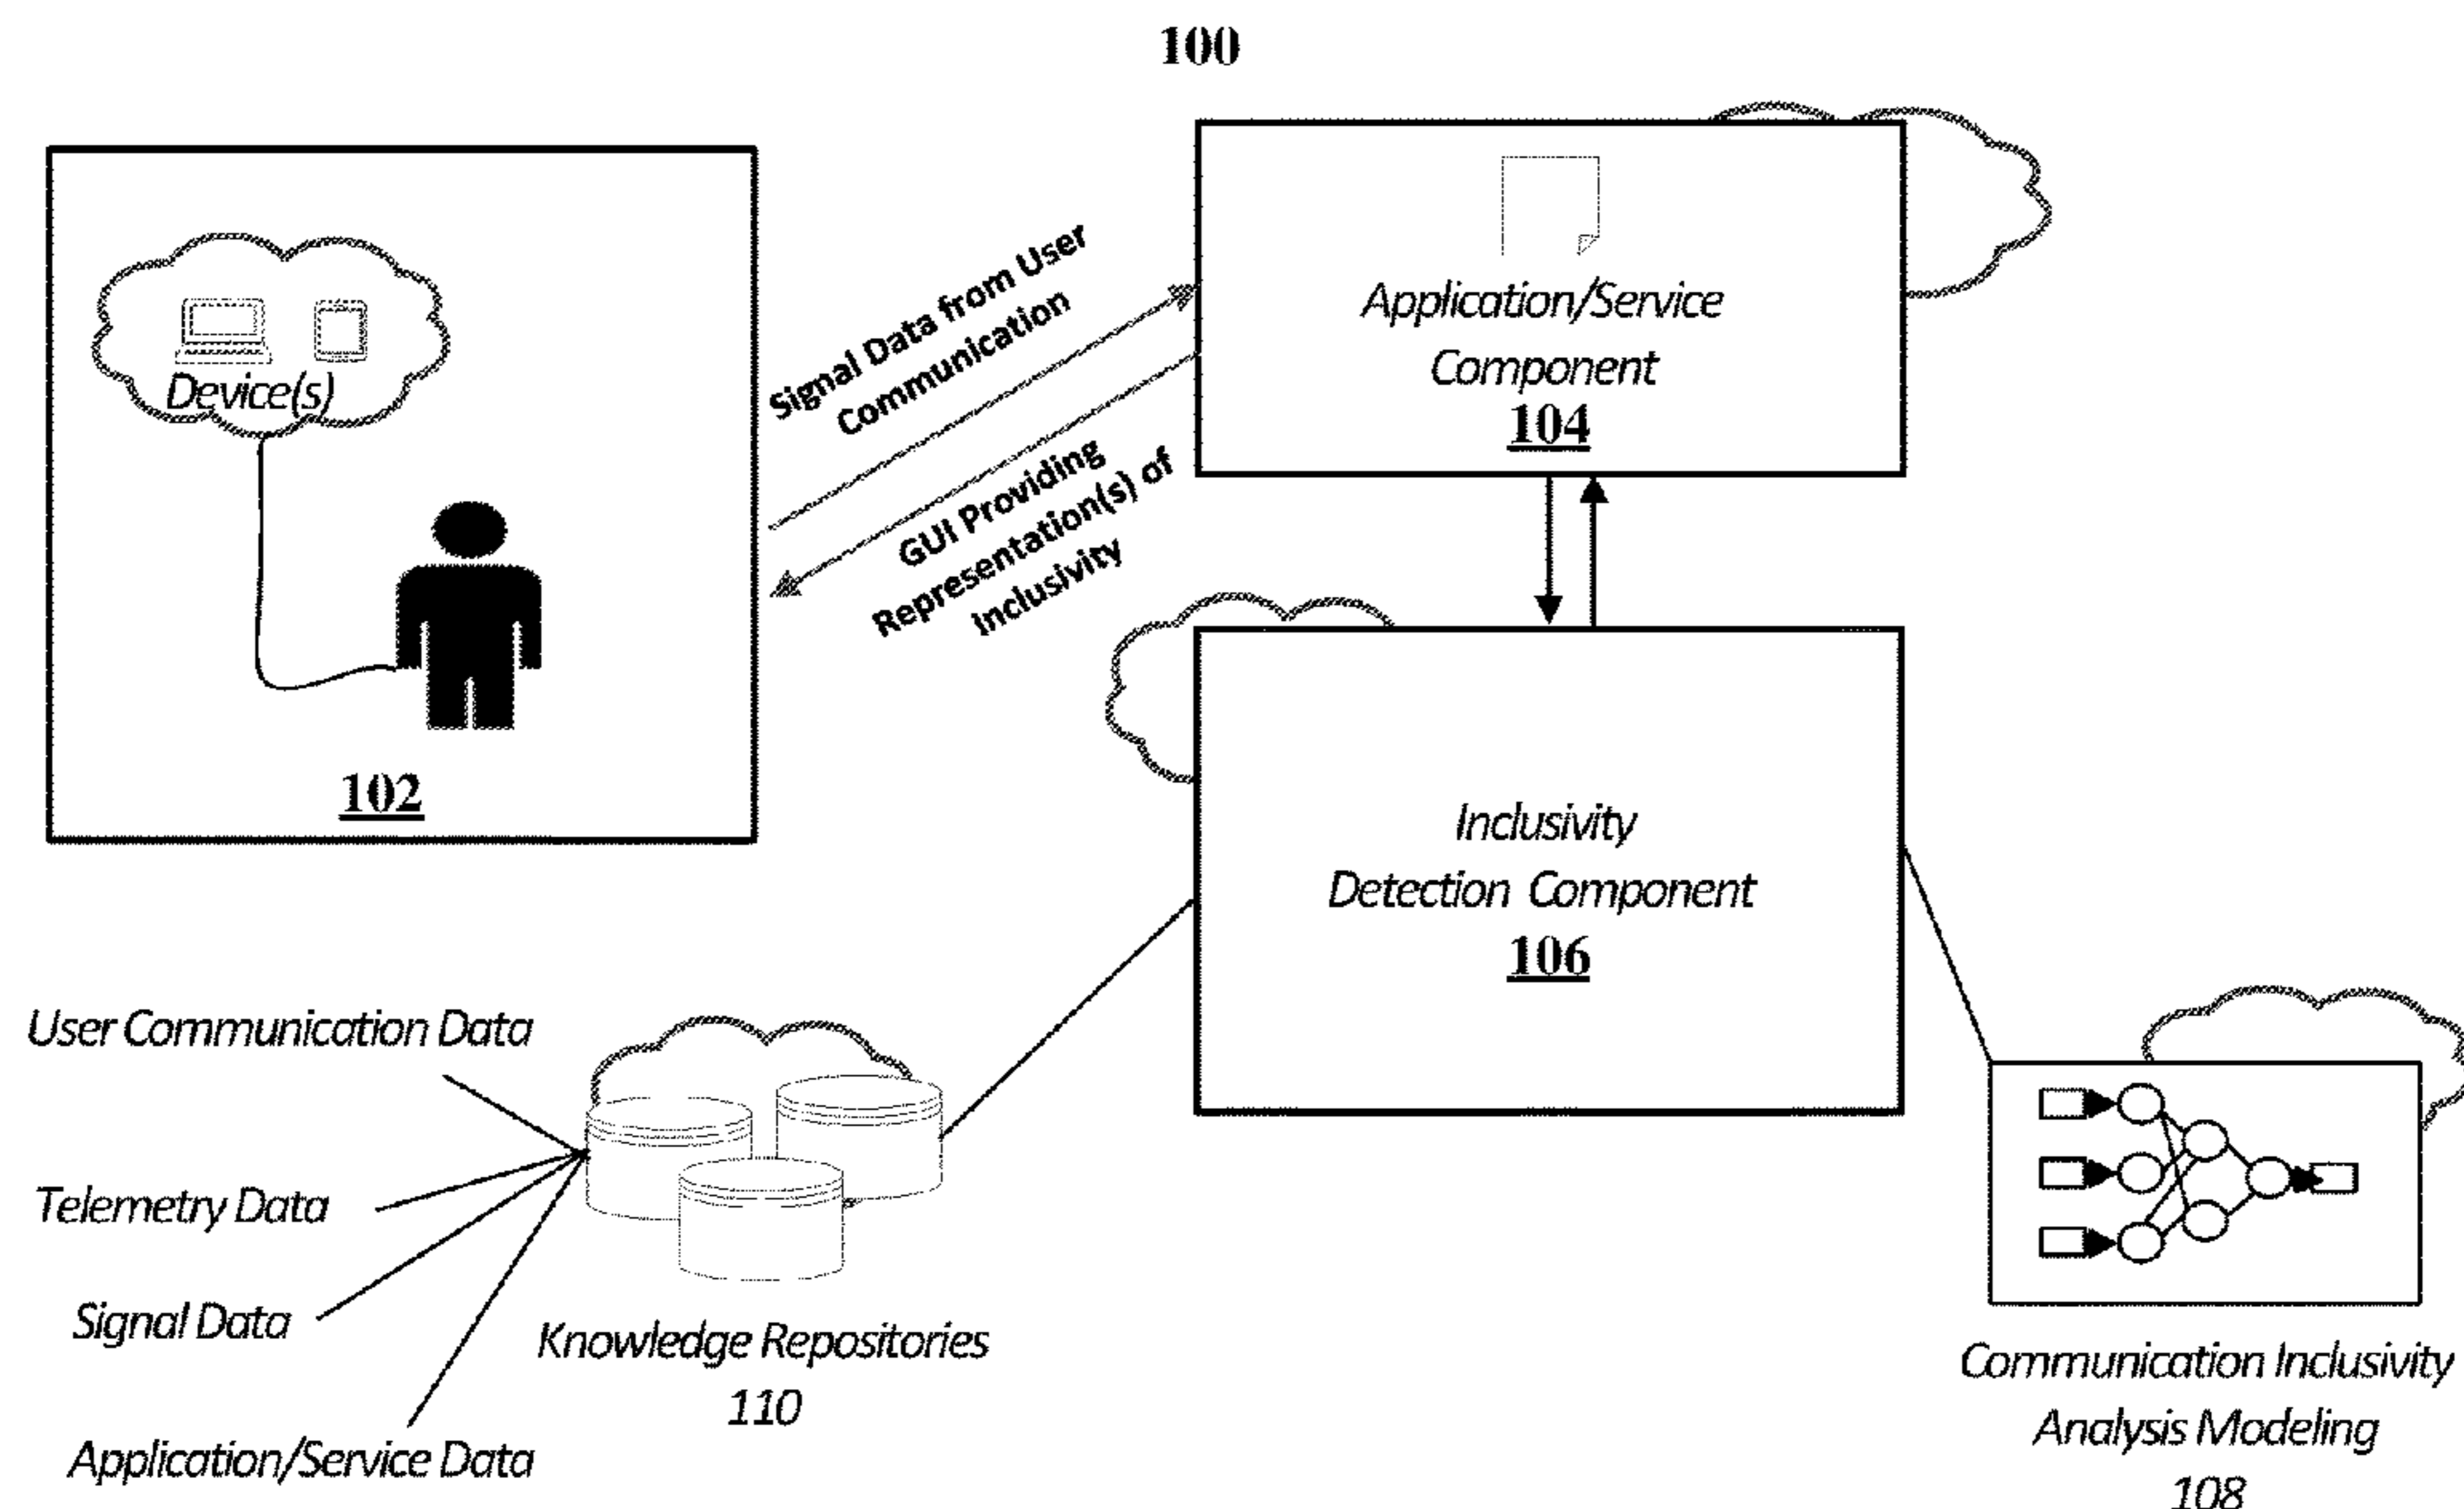 100
Device(s)
102
Signal Data from User
Communication
GUI Providing
Representation(s) of
Inclusivity
Application/Service
Component
104
Inclusivity
Detection Component
106
User Communication Data
Telemetry Data
Signal Data
Application/Service Data
Knowledge Repositories
110
Communication Inclusivity
Analysis Modeling
108